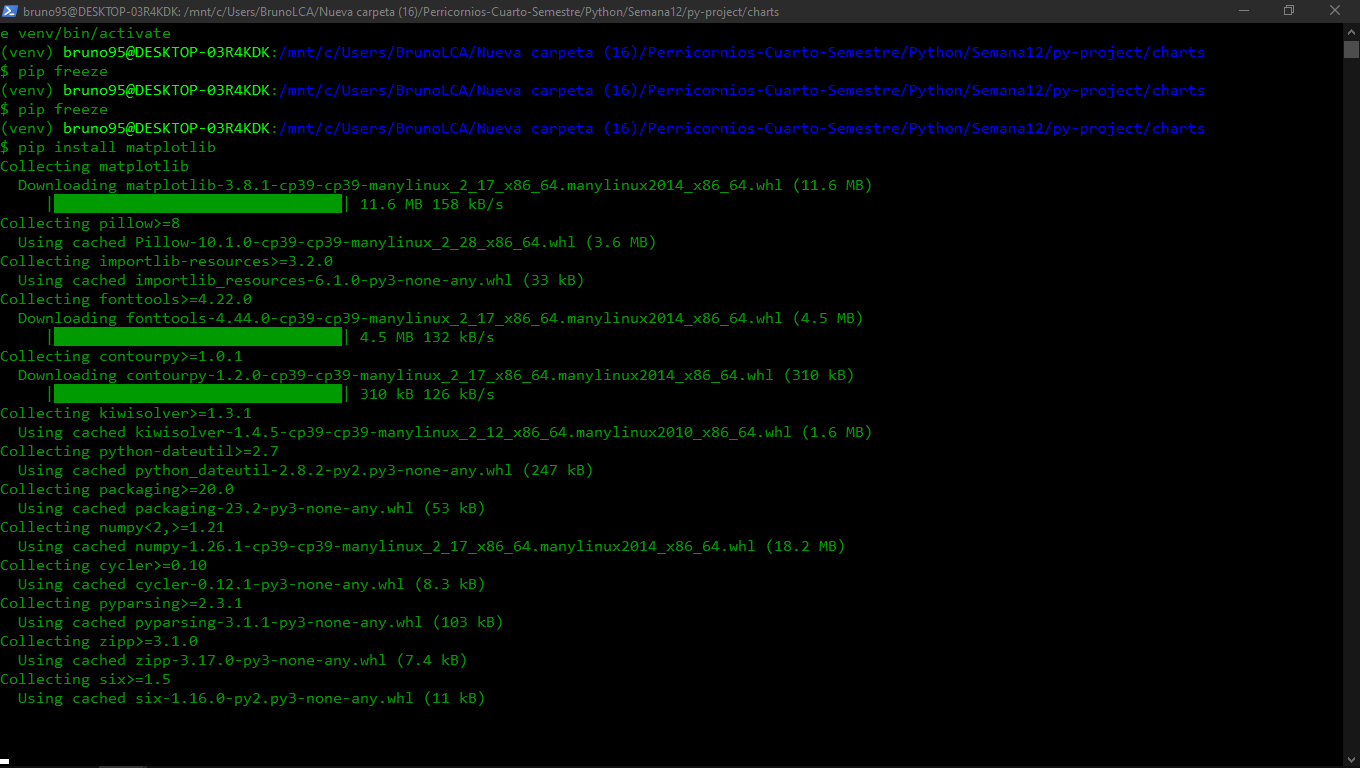 bruno95@DESKTOP-03R4KDK: /mnt/c/Users/BrunoLCA/Nueva carpeta (16)/Perricornios-Cuarto-Semestre/Python/Semana12/py-project/charts
e venv/bin/activate
(venv) bruno95@DESKTOP-03R4KDK:/mnt/c/Users/BrunoLCA/Nueva carpeta (16)/Perricornios-Cuarto-Semestre/Python/Semana12/py-project/charts
$ pip freeze
(venv) bruno95@DESKTOP-03R4KDK:/mnt/c/Users/BrunoLCA/Nueva carpeta (16)/Perricornios-Cuarto-Semestre/Python/Semana12/py-project/charts
$ pip freeze
(venv) bruno95@DESKTOP-03R4KDK:/mnt/c/Users/BrunoLCA/Nueva carpeta (16)/Perricornios-Cuarto-Semestre/Python/Semana12/py-project/charts
$ pip install matplotlib
Collecting matplotlib
  Downloading matplotlib-3.8.1-cp39-cp39-manylinux_2_17_x86_64.manylinux2014_x86_64.whl (11.6 MB)
| | 11.6 MB 158 kB/s
Collecting pillow>=8
  Using cached Pillow-10.1.0-cp39-cp39-manylinux_2_28_x86_64.whl (3.6 MB)
Collecting importlib-resources>=3.2.0
  Using cached importlib_resources-6.1.0-py3-none-any.whl (33 kB)
Collecting fonttools>=4.22.0
  Downloading fonttools-4.44.0-cp39-cp39-manylinux_2_17_x86_64.manylinux2014_x86_64.whl (4.5 MB)
| | 4.5 MB 132 kB/s
Collecting contourpy>=1.0.1
  Downloading contourpy-1.2.0-cp39-cp39-manylinux_2_17_x86_64.manylinux2014_x86_64.whl (310 kB)
| | 310 kB 126 kB/s
Collecting kiwisolver>=1.3.1
  Using cached kiwisolver-1.4.5-cp39-cp39-manylinux_2_12_x86_64.manylinux2010_x86_64.whl (1.6 MB)
Collecting python-dateutil>=2.7
  Using cached python_dateutil-2.8.2-py2.py3-none-any.whl (247 kB)
Collecting packaging>=20.0
  Using cached packaging-23.2-py3-none-any.whl (53 kB)
Collecting numpy<2,>=1.21
  Using cached numpy-1.26.1-cp39-cp39-manylinux_2_17_x86_64.manylinux2014_x86_64.whl (18.2 MB)
Collecting cycler>=0.10
  Using cached cycler-0.12.1-py3-none-any.whl (8.3 kB)
Collecting pyparsing>=2.3.1
  Using cached pyparsing-3.1.1-py3-none-any.whl (103 kB)
Collecting zipp>=3.1.0
  Using cached zipp-3.17.0-py3-none-any.whl (7.4 kB)
Collecting six>=1.5
  Using cached six-1.16.0-py2.py3-none-any.whl (11 kB)